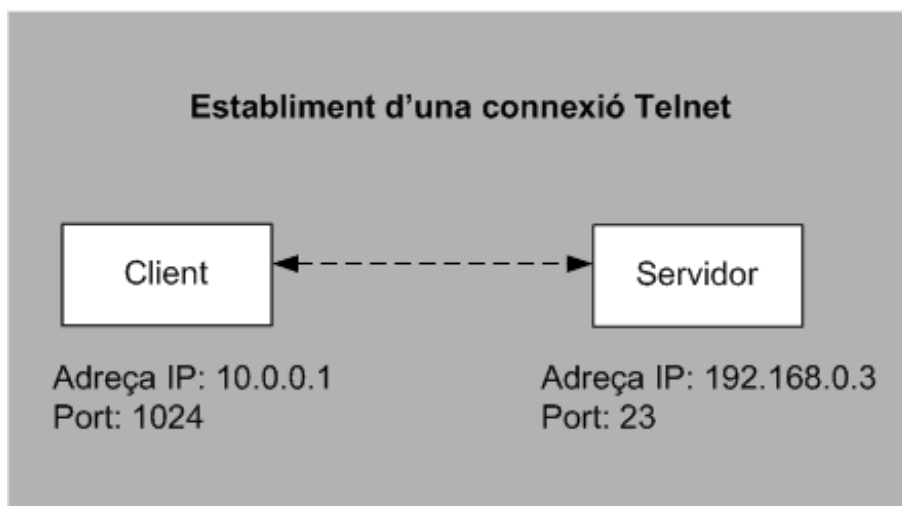 Establiment d’una connexió Telnet
Client
Servidor
Adreça IP: 10.0.0.1
Port: 1024
Adreça IP: 192.168.0.3
Port: 23